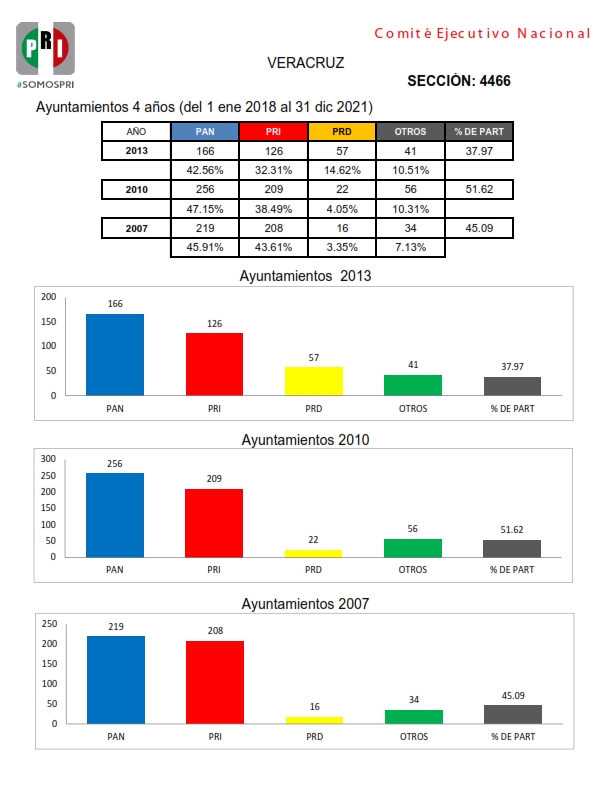 Comité Ejecutivo Nacional
PRI
#SOMOSPRI
VERACRUZ
SECCIÓN: 4466
Ayuntamientos 4 años (del 1 ene 2018 al 31 dic 2021)
AÑO PAN PRI PRD OTROS % DE PART
2013 166 126 57 41 37.97
42.56% 32.31% 14.62% 10.51%
2010 256 209 22 56 51.62
47.15% 38.49% 4.05% 10.31%
2007 219 208 16 34 45.09
45.91% 43.61% 3.35% 7.13%
Ayuntamientos 2013
200
150
100
50
0
166
126
57
41
37.97
PAN PRI PRD OTROS % DE PART
Ayuntamientos 2010
300
250
200
150
100
50
0
256
209
22
56
51.62
PAN PRI PRD OTROS % DE PART
Ayuntamientos 2007
250
200
150
100
50
0
219
208
16
34
45.09
PAN PRI PRD OTROS % DE PART